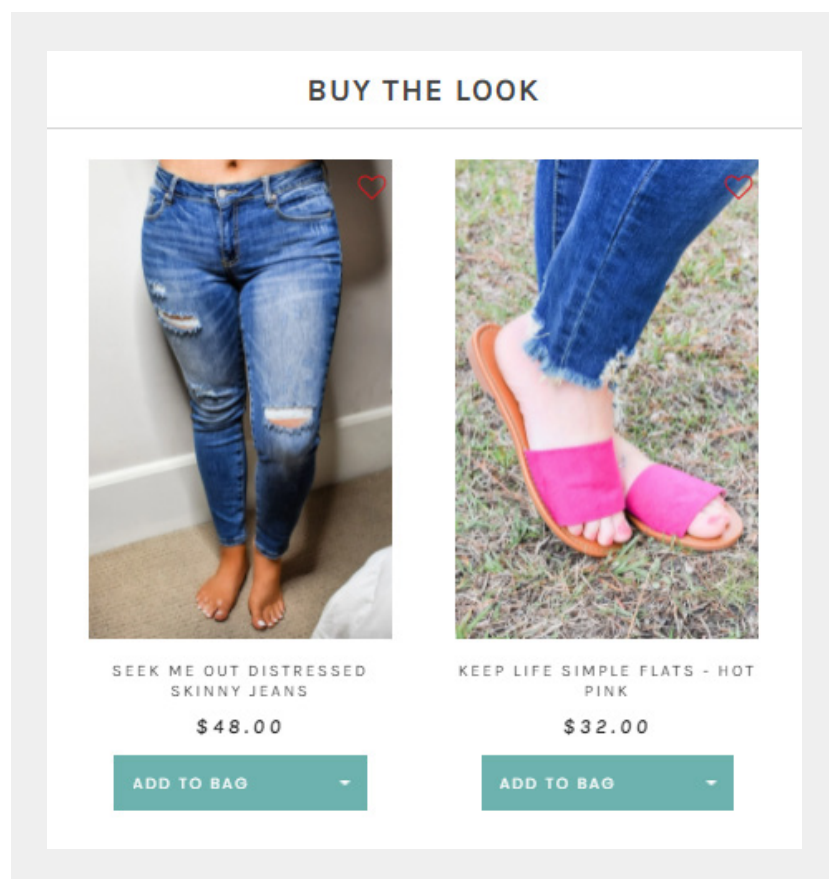 BUY THE LOOK
SEEK ME OUT DISTRESSED
SKINNY JEANS
$48.00
ADD TO BAG
KEEP LIFE SIMPLE FLATS - HOT
PINK
$32.00
ADD TO BAG